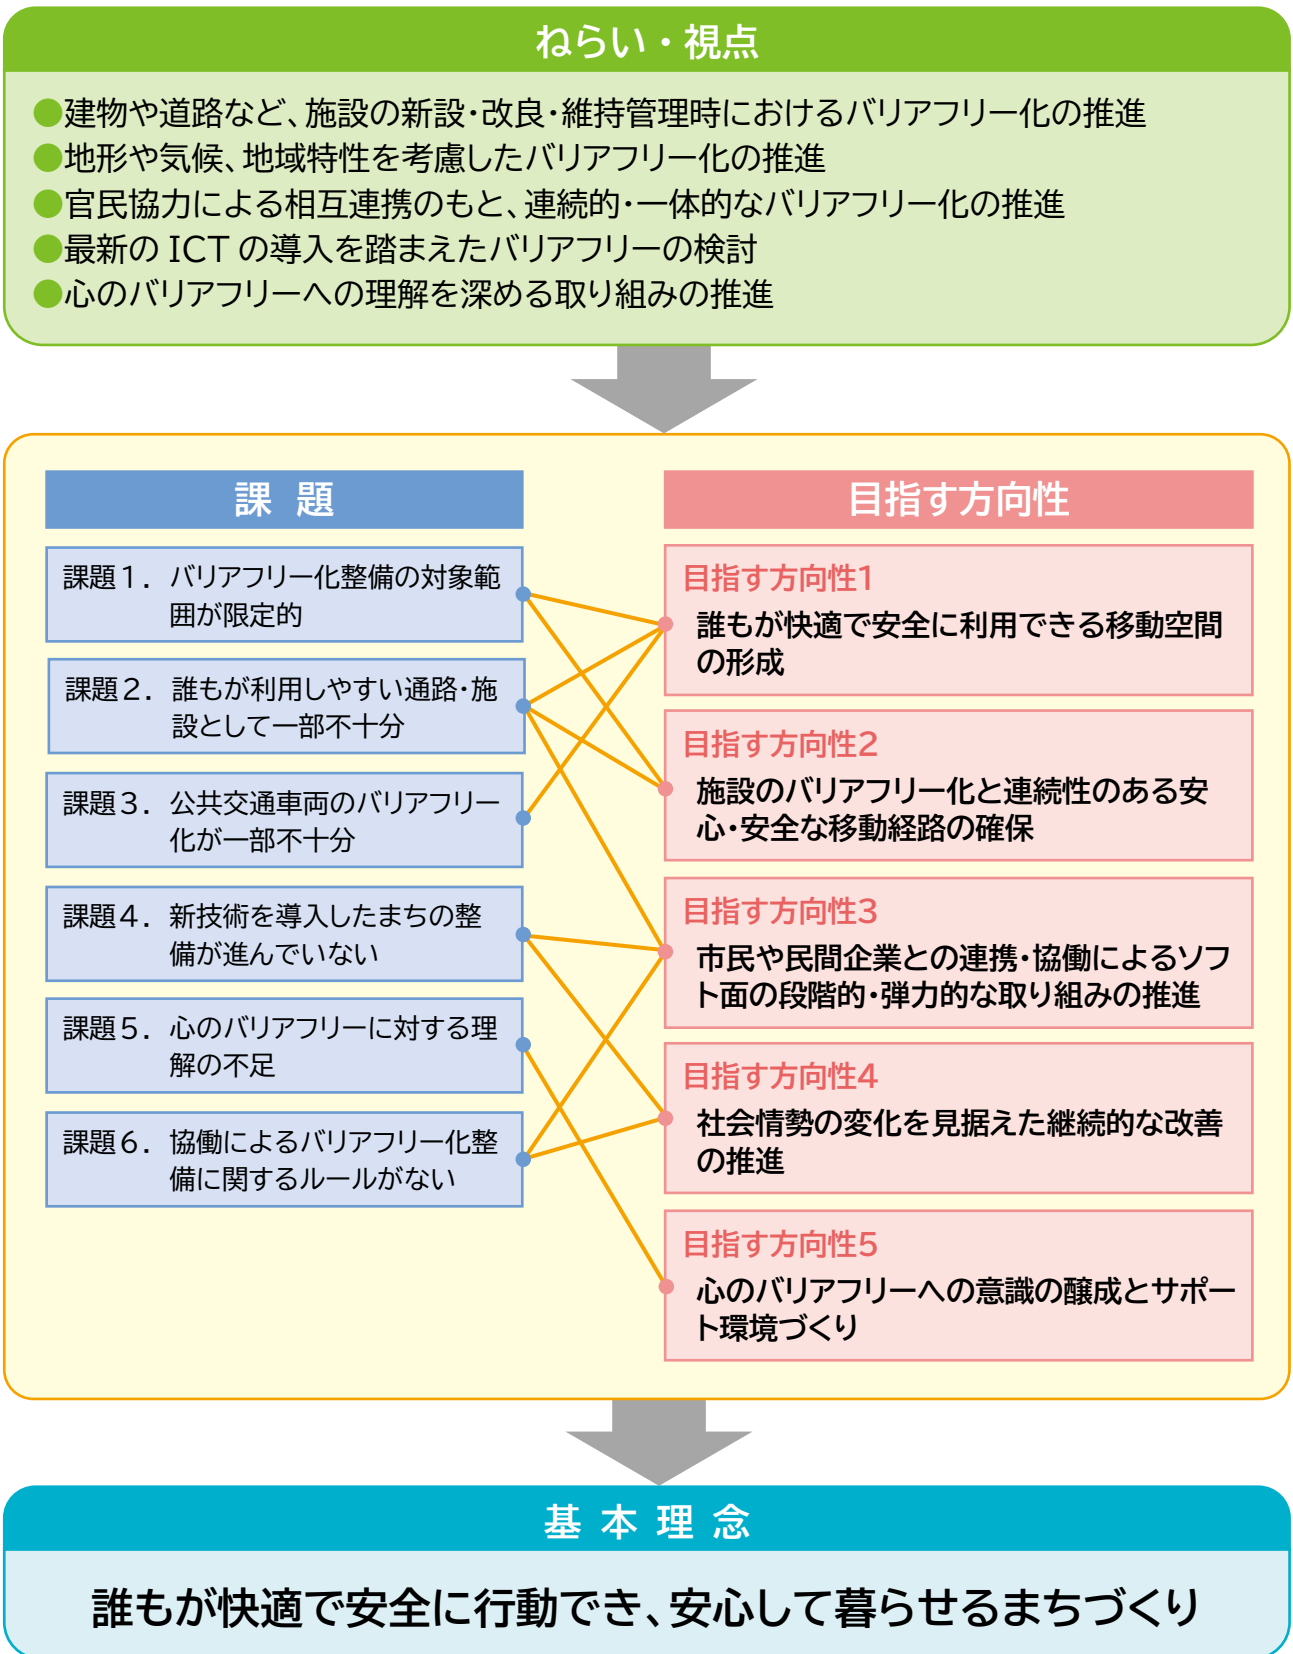 ねらい・視点
●建物や道路など、施設の新設・改良・維持管理時におけるバリアフリー化の推進
●地形や気候、地域特性を考慮したバリアフリー化の推進
●官民協力による相互連携のもと、連続的・一体的なバリアフリー化の推進
●最新の ICT の導入を踏まえたバリアフリーの検討
●心のバリアフリーへの理解を深める取り組みの推進
課 題
課題1. バリアフリー化整備の対象範
囲が限定的
課題2. 誰もが利用しやすい通路・施
設として一部不十分
課題3. 公共交通車両のバリアフリー
化が一部不十分
課題4. 新技術を導入したまちの整
備が進んでいない
課題5. 心のバリアフリーに対する理
解の不足
課題6. 協働によるバリアフリー化整
備に関するルールがない
目指す方向性
目指す方向性1
誰もが快適で安全に利用できる移動空間
の形成
目指す方向性2
施設のバリアフリー化と連続性のある安
心・安全な移動経路の確保
目指す方向性3
市民や民間企業との連携・協働によるソフ
ト面の段階的・弾力的な取り組みの推進
目指す方向性4
社会情勢の変化を見据えた継続的な改善
の推進
目指す方向性5
心のバリアフリーへの意識の醸成とサポー
ト環境づくり
基 本 理 念
誰もが快適で安全に行動でき、安心して暮らせるまちづくり